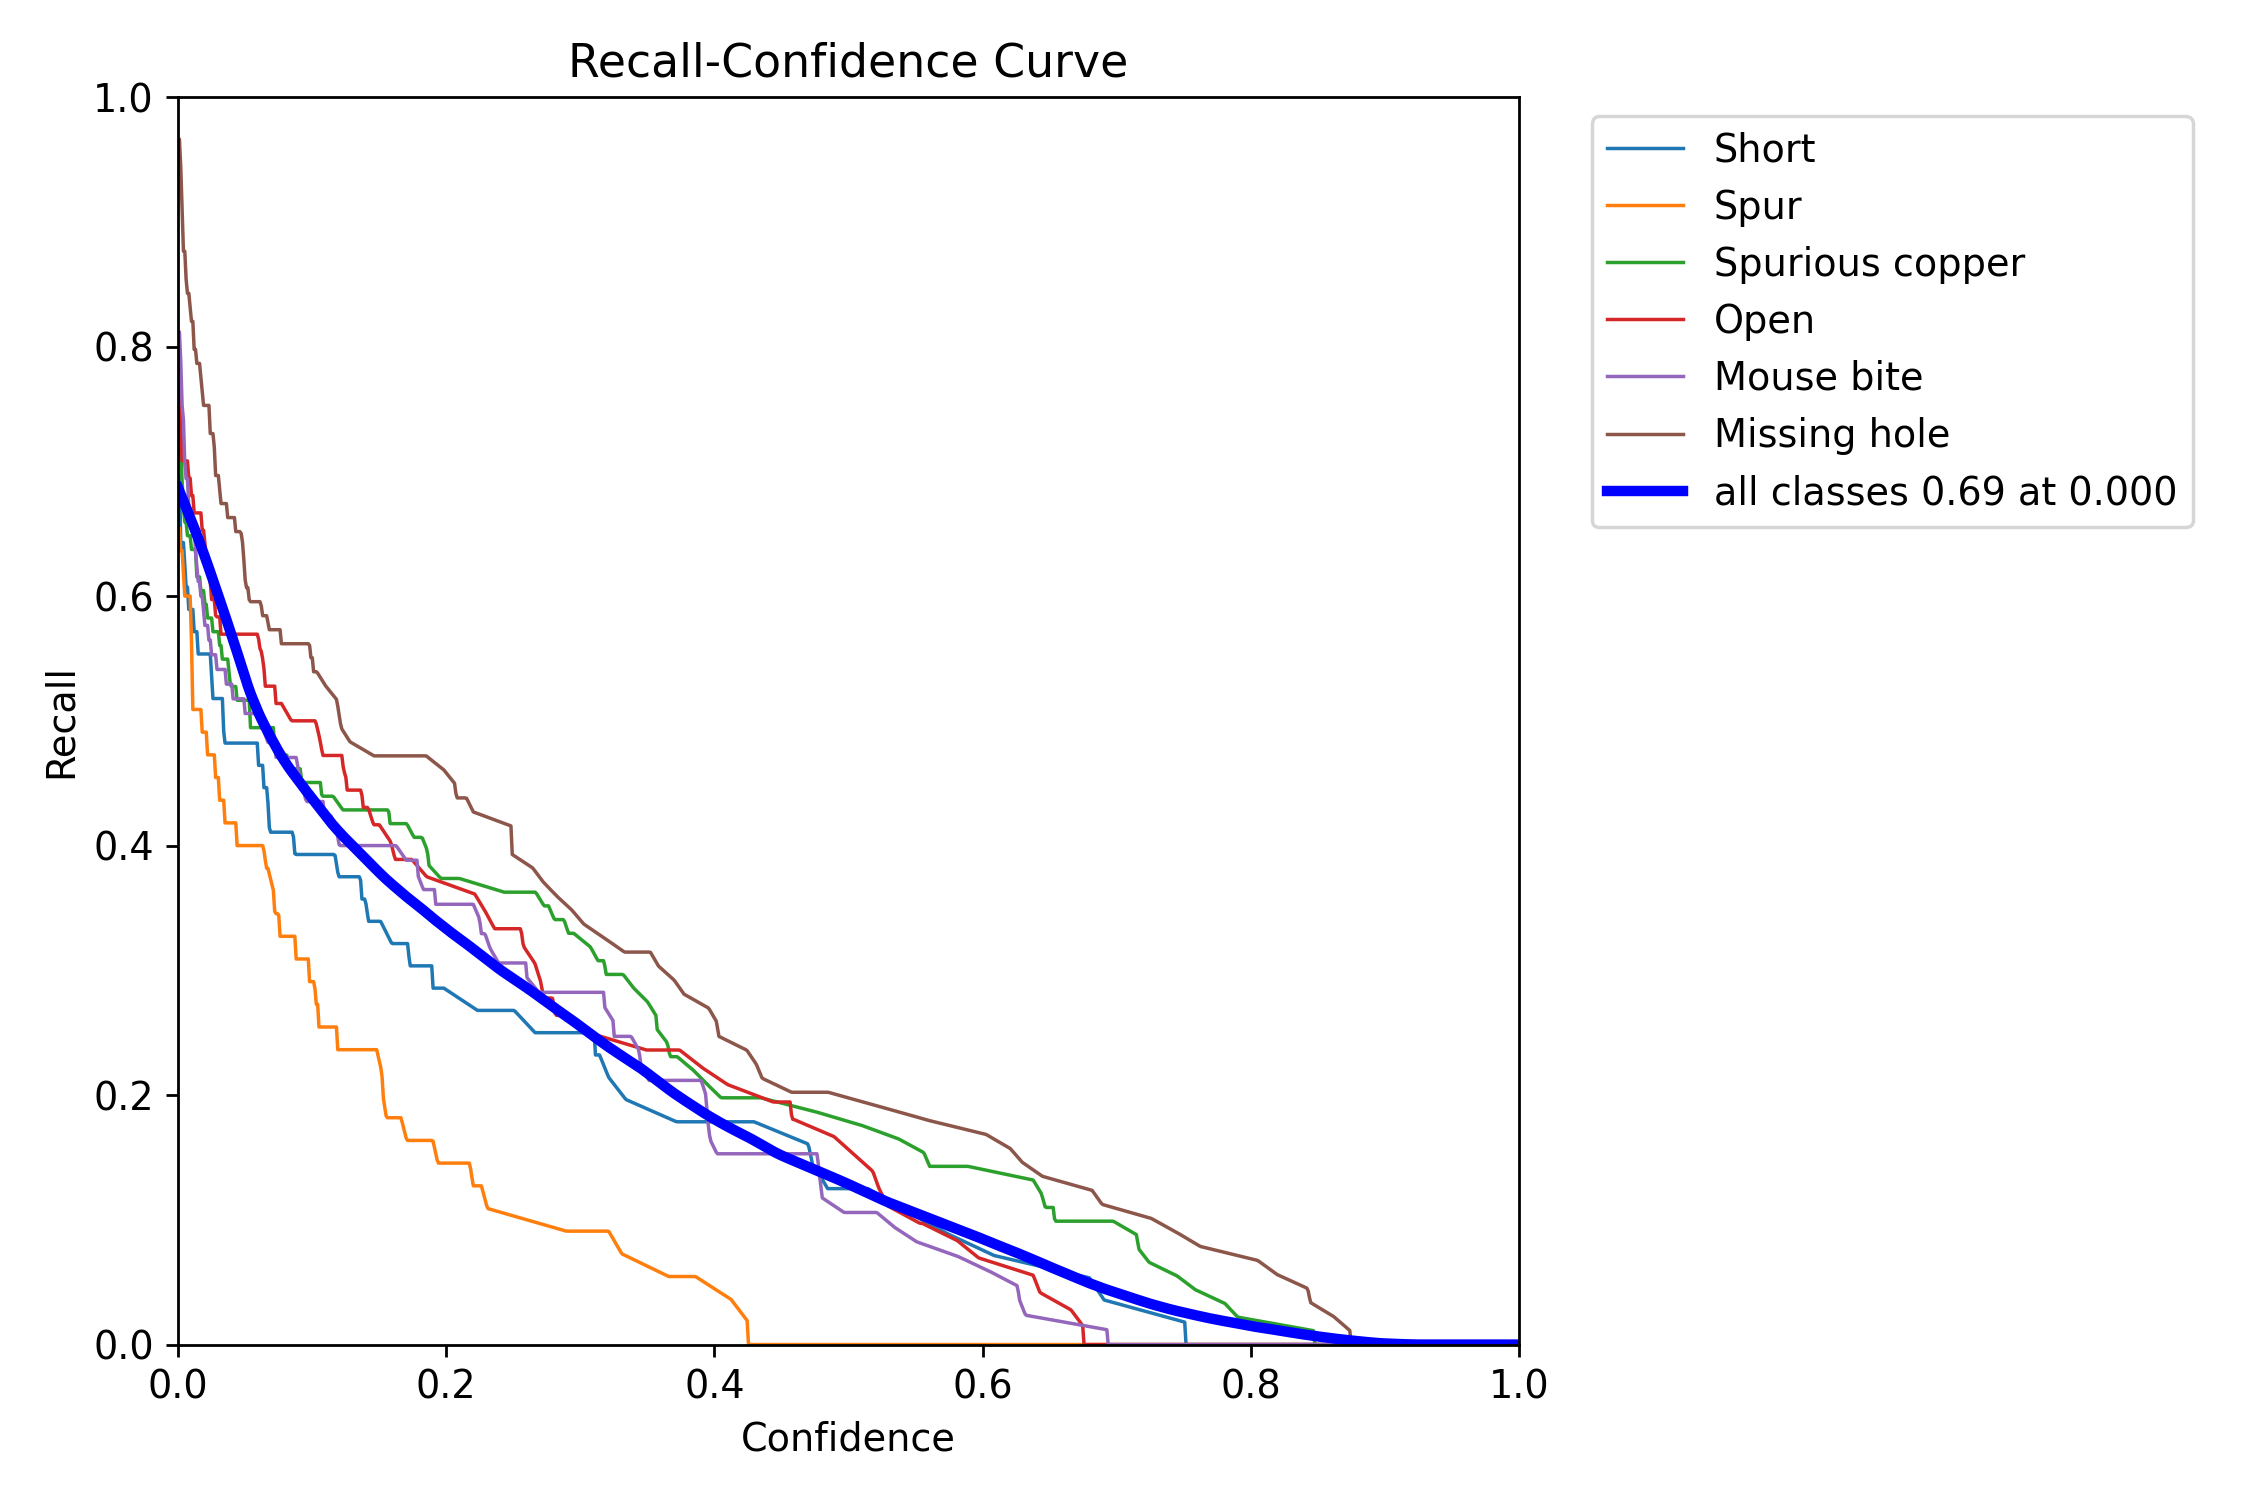 Recall-Confidence Curve
1.0
0.8
0.6
0.4
0.2
0.0
Recall
0.0 0.2 0.4 0.6 0.8 1.0
Confidence
Short
Spur
Spurious copper
Open
Mouse bite
Missing hole
all classes 0.69 at 0.000